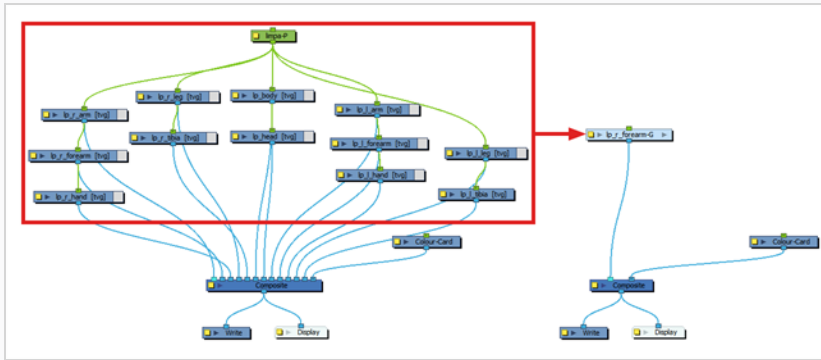 limpa-P
lp_r_leg [tvg]
lp_body [tvg]
lp_r_arm [tvg]
lp_l_arm [tvg]
lp_r_tibia [tvg]
lp_head [tvg]
lp_l_forearm [tvg]
lp_r_forearm [tvg]
lp_l_leg [tvg]
lp_l_hand [tvg]
lp_r_hand [tvg]
lp_l_tibia [tvg]
lp_r_forearm-G
Colour-Card
Colour-Card
Composite
Composite
Write
Display
Write
Display